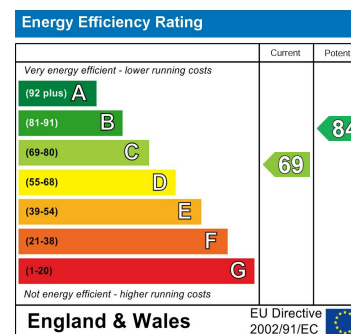 Energy Efficiency Rating
Current Potent
Very energy efficient - lower running costs
(92 plus) A
(81-91) B
84
(69-80) C
69
(55-68) D
(39-54) E
(21-38) F
(1-20) G
Not energy efficient - higher running costs
England & Wales
EU Directive
2002/91/EC